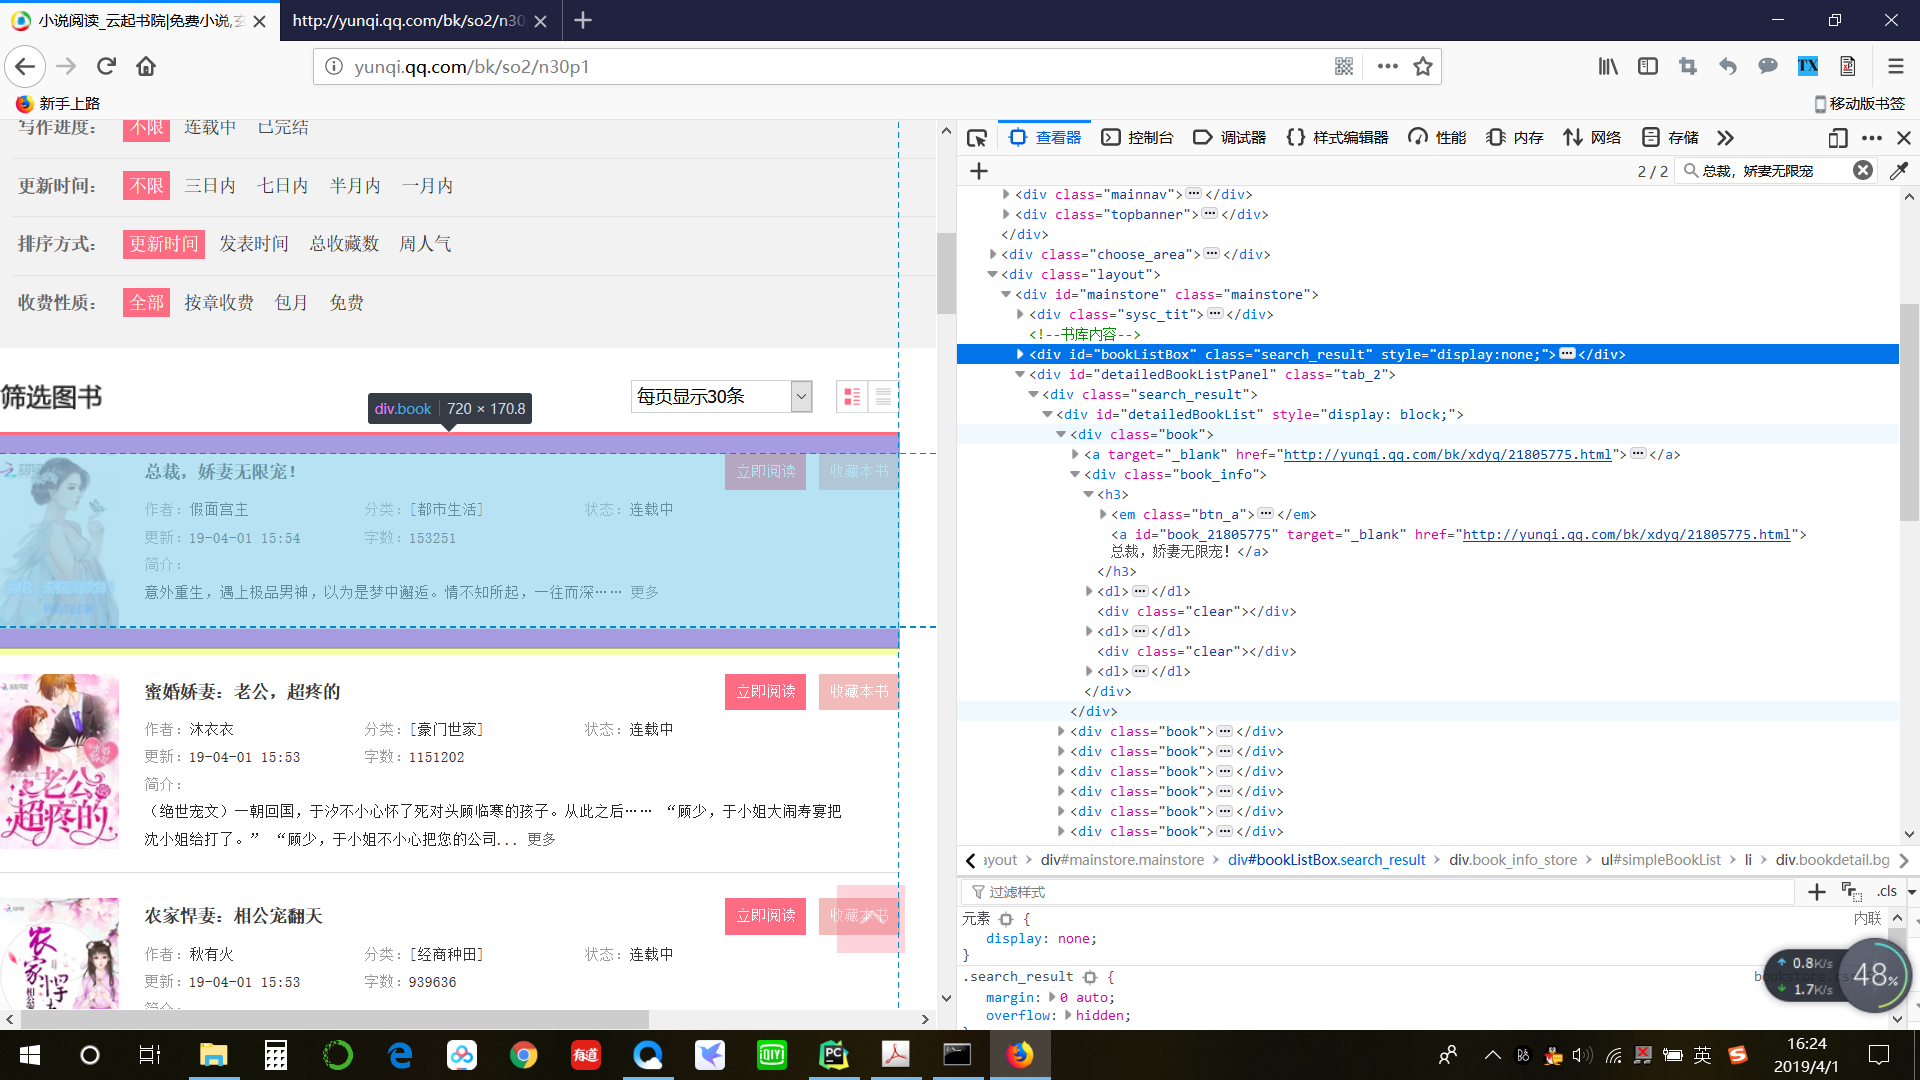 小说阅读_云起书院|免费小说,玄
http://yunqi.qq.com/bk/so2/n30
yunqi.qq.com/bk/so2/n30p1
新手上路
移动版书签
写作进度： 不限 连载中 已完结
更新时间： 不限 三日内 七日内 半月内 一月内
排序方式： 更新时间 发表时间 总收藏数 周人气
收费性质： 全部 按章收费 包月 免费
筛选图书
每页显示30条
div.book 720 × 170.8
总裁，娇妻无限宠！
立即阅读 收藏本书
作者：假面宫主 分类：[都市生活] 状态：连载中
更新：19-04-01 15:54 字数：153251
简介：
意外重生，遇上极品男神，以为是梦中邂逅。情不知所起，一往而深…… 更多
蜜婚娇妻：老公，超疼的
立即阅读 收藏本书
作者：沐衣衣 分类：[豪门世家] 状态：连载中
更新：19-04-01 15:53 字数：1151202
简介：
（绝世宠文）一朝回国，于汐不小心怀了死对头顾临寒的孩子。从此之后…… “顾少，于小姐大闹寿宴把
沈小姐给打了。” “顾少，于小姐不小心把您的公司... 更多
老公
超疼的
农家悍妻：相公宠翻天
立即阅读 收藏本书
作者：秋有火 分类：[经商种田] 状态：连载中
更新：19-04-01 15:53 字数：939636
简介：
农家悍
查看器 控制台 调试器 样式编辑器 性能 内存 网络 存储
2 / 2 总裁，娇妻无限宠
<div class="mainnav"></div>
<div class="topbanner"></div>
</div>
<div class="choose_area"></div>
<div class="layout">
<div id="mainstore" class="mainstore">
<div class="sysc_tit"></div>
<!--书库内容-->
<div id="bookListBox" class="search_result" style="display:none;"></div>
<div id="detailedBookListPanel" class="tab_2">
<div class="search_result">
<div id="detailedBookList" style="display: block;">
<div class="book">
<a target="_blank" href="http://yunqi.qq.com/bk/xdyq/21805775.html"></a>
<div class="book_info">
<h3>
<em class="btn_a"></em>
<a id="book_21805775" target="_blank" href="http://yunqi.qq.com/bk/xdyq/21805775.html">
总裁，娇妻无限宠！</a>
</h3>
<dl></dl>
<div class="clear"></div>
<dl></dl>
<div class="clear"></div>
<dl></dl>
</div>
</div>
<div class="book"></div>
<div class="book"></div>
<div class="book"></div>
<div class="book"></div>
<div class="book"></div>
<div class="book"></div>
ayout div#mainstore.mainstore div#bookListBox.search_result div.book_info_store ul#simpleBookList li div.bookdetail.bg
过滤样式 .cls
元素 { 内联
display: none;
}
.search_result {
margin: 0 auto;
overflow: hidden;
0.8K/s
1.7K/s
48%
有道
QIY
PC
英
16:24
2019/4/1